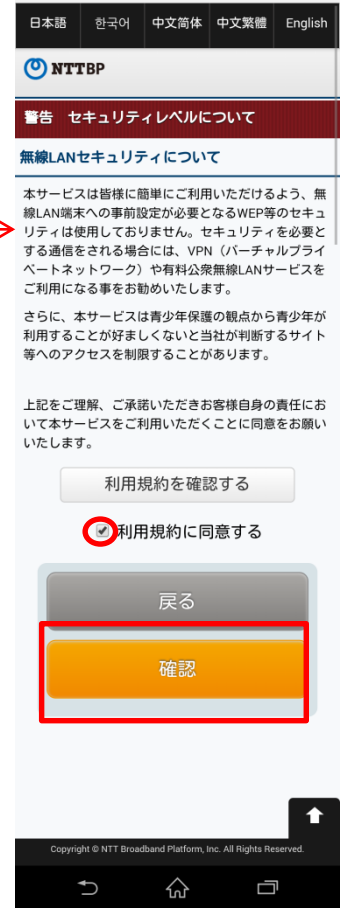 日本語 한국어 中文简体 中文繁體 English
NTTBP
警告 セキュリティレベルについて
無線LANセキュリティについて
本サービスは皆様に簡単にご利用いただけるよう、無
線LAN端末への事前設定が必要となるWEP等のセキュ
リティは使用しておりません。セキュリティを必要と
する通信をされる場合には、VPN（バーチャルプライ
ベートネットワーク）や有料公衆無線LANサービスを
ご利用になる事をお勧めいたします。
さらに、本サービスは青少年保護の観点から青少年が
利用することが好ましくないと当社が判断するサイト
等へのアクセスを制限することがあります。
上記をご理解、ご承諾いただきお客様自身の責任にお
いて本サービスをご利用いただくことに同意をお願い
いたします。
利用規約を確認する
利用規約に同意する
戻る
確認
Copyright © NTT Broadband Platform, Inc. All Rights Reserved.